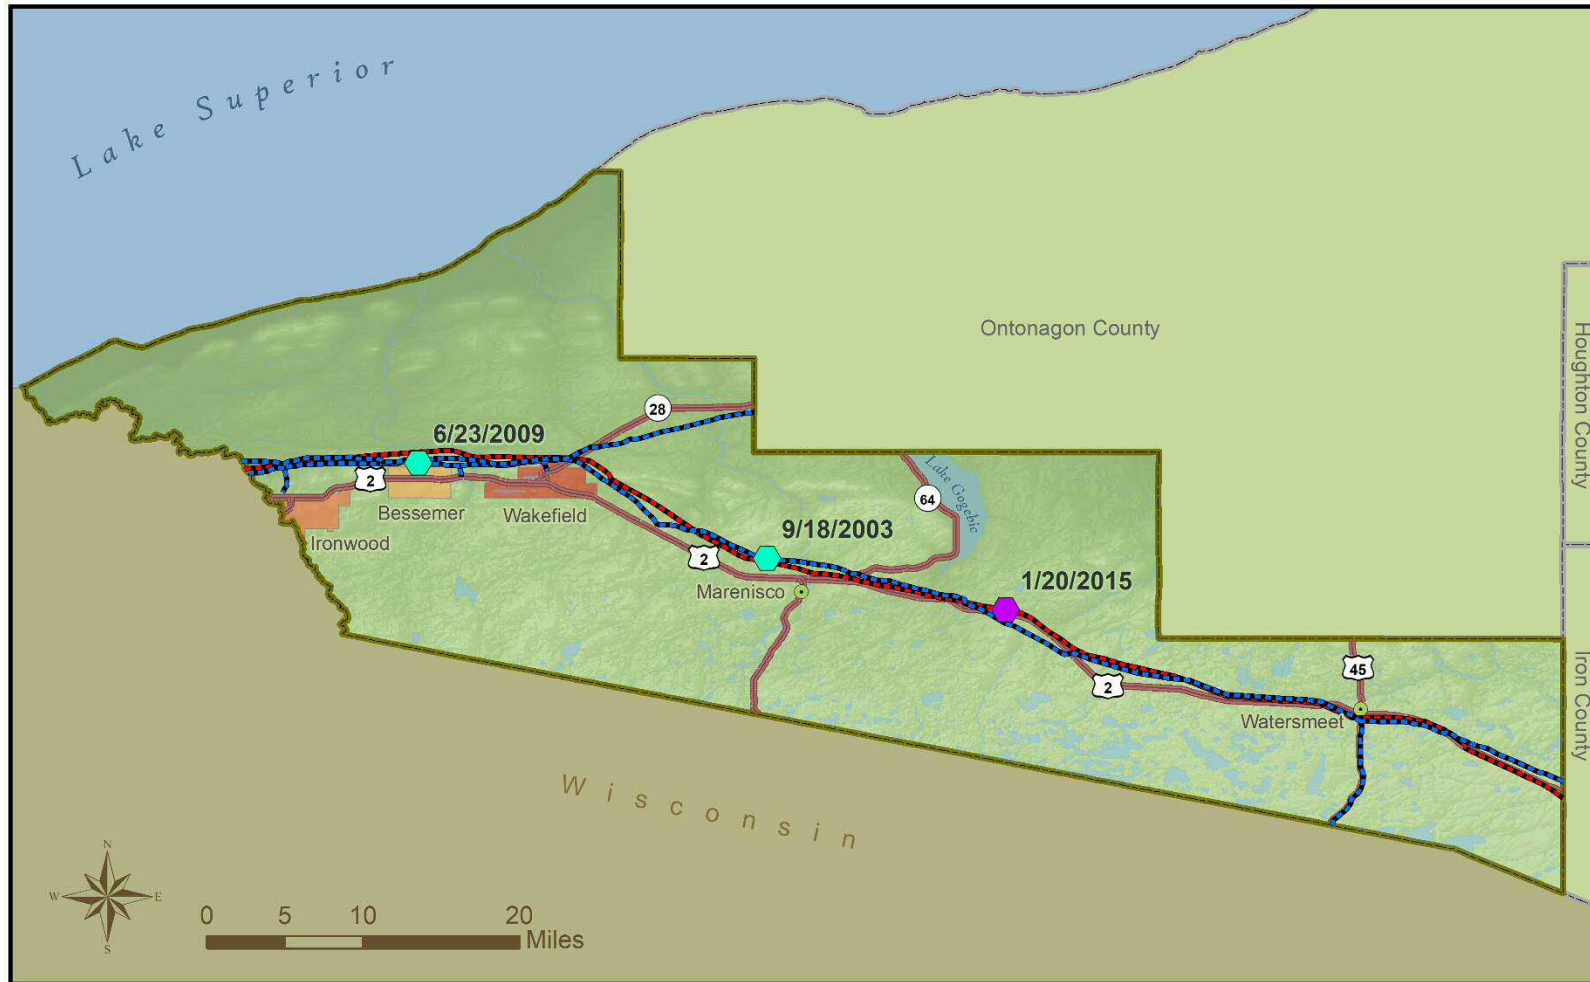 Lake Superior
Ontonagon County
Houghton County
28
6/23/2009
2
Bessemer
Wakefield
Ironwood
64
Lake Gogebic
9/18/2003
2
Marenisco
1/20/2015
Iron County
45
2
Watersmeet
Wisconsin
N
W
E
S
0 5 10 20
Miles